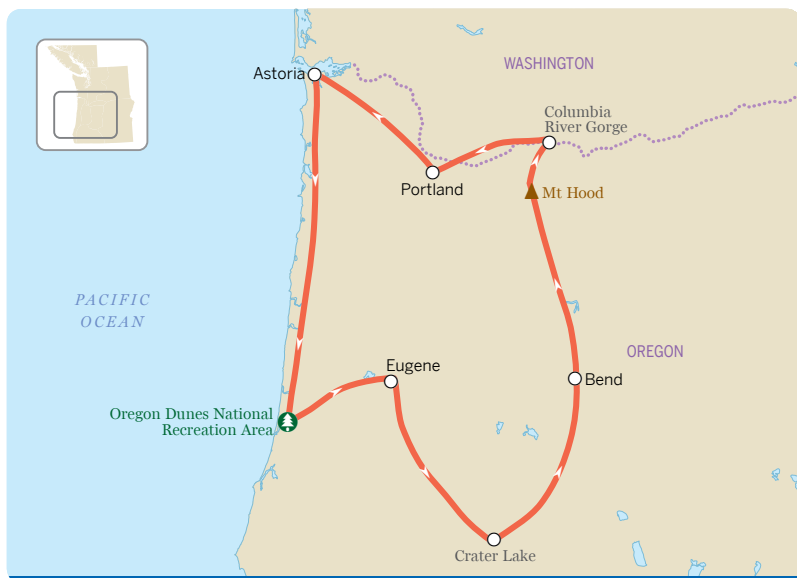 WASHINGTON
Astoria
Columbia
River Gorge
Portland
Mt Hood
PACIFIC
OCEAN
OREGON
Eugene
Bend
Oregon Dunes National
Recreation Area
Crater Lake